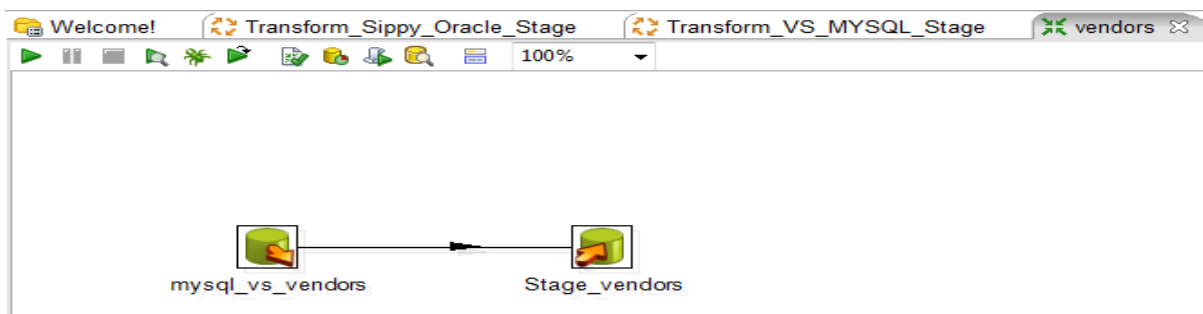 Welcome! Transform_Sippy_Oracle_Stage Transform_VS_MYSQL_Stage vendors
100%
mysql_vs_vendors Stage_vendors